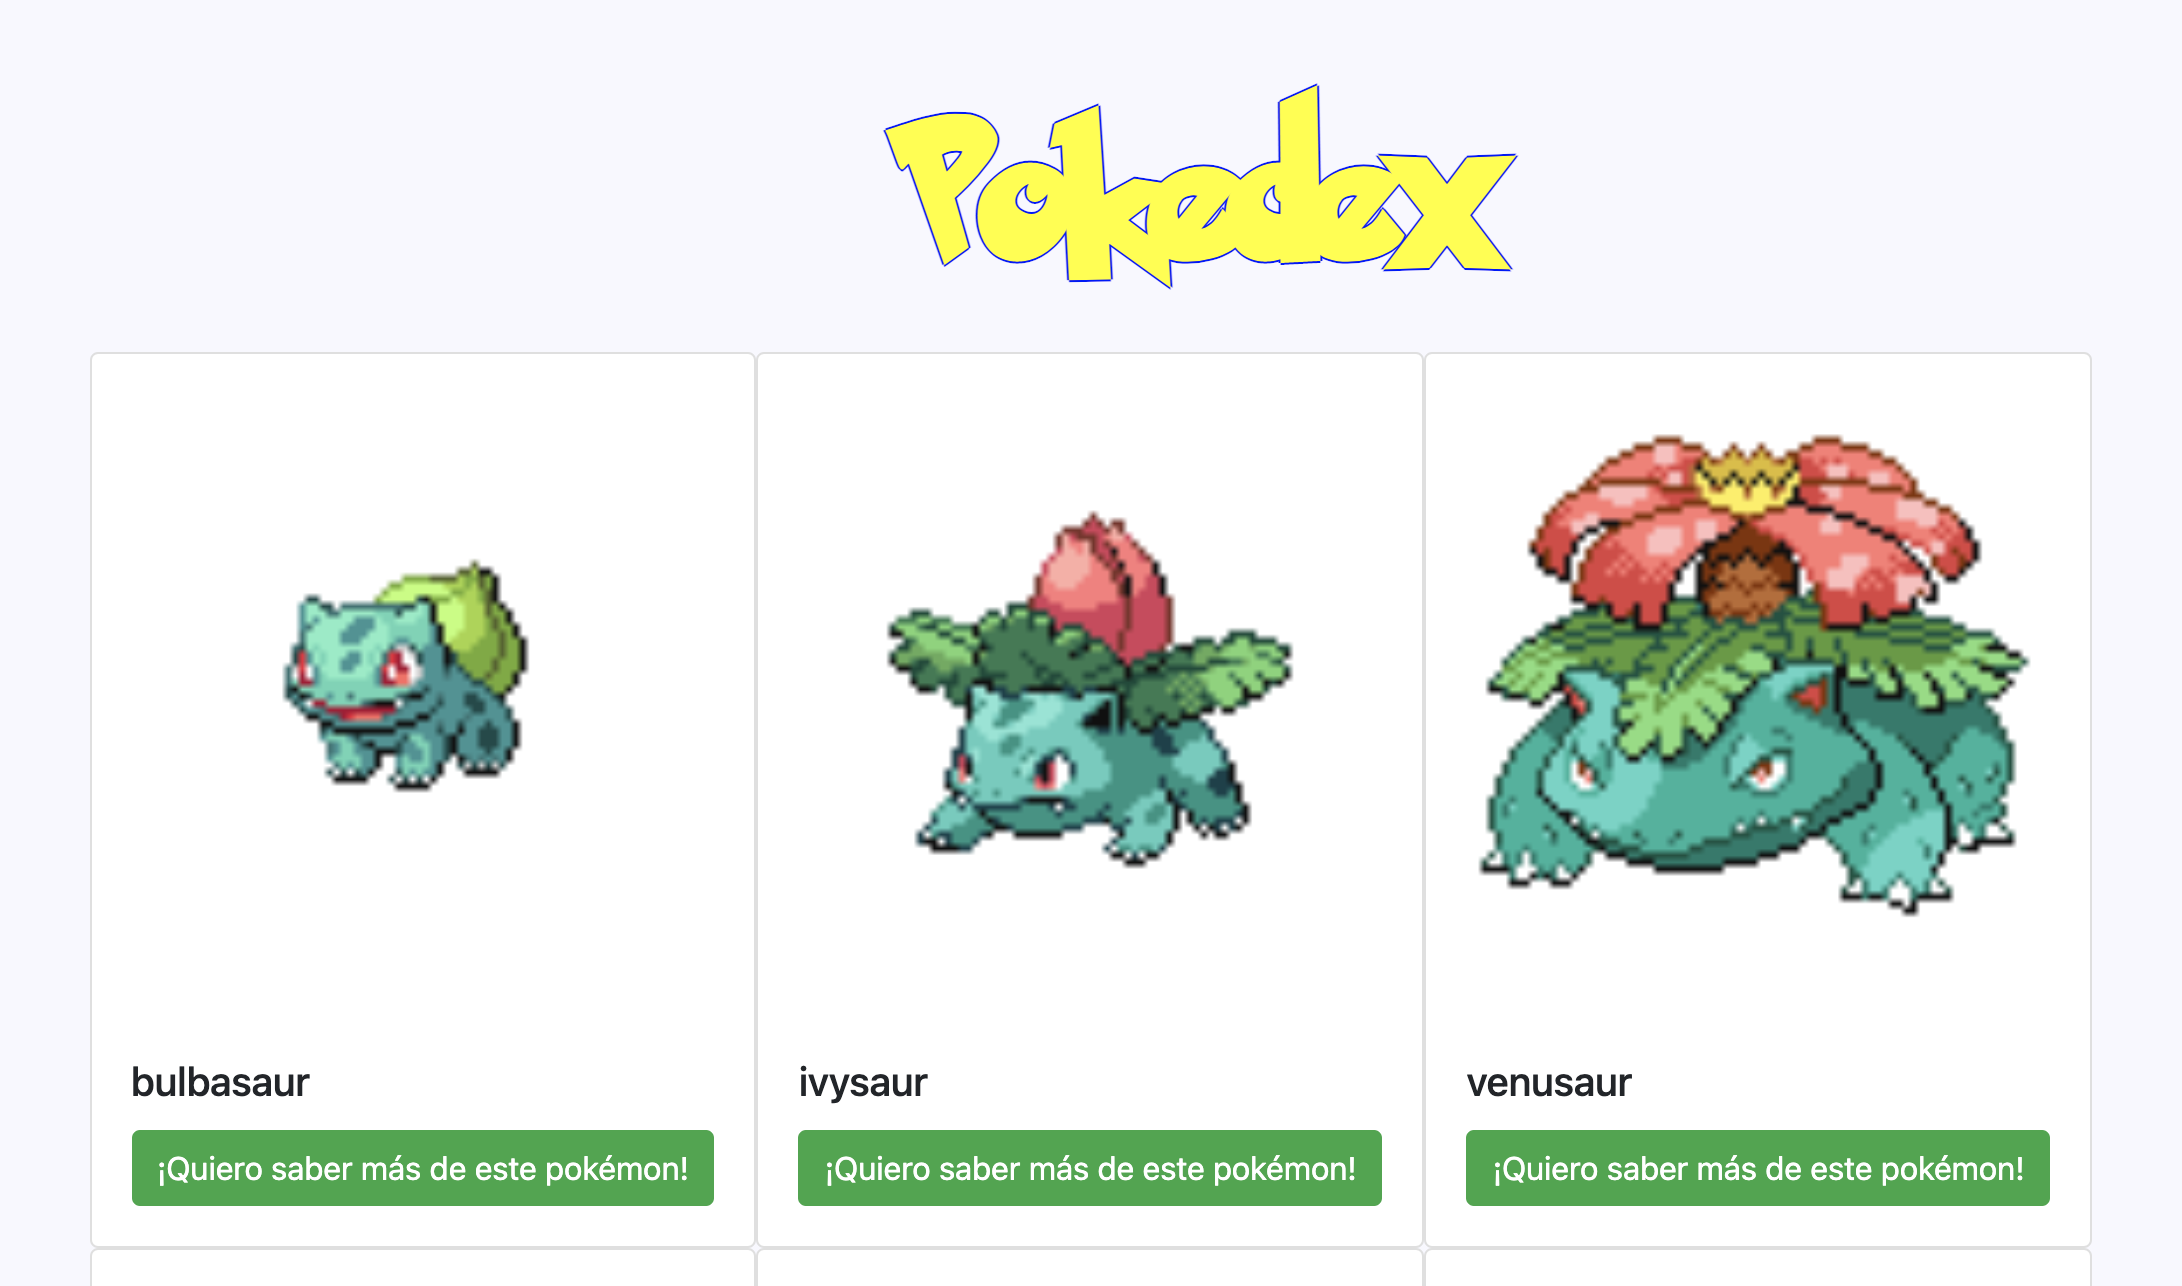 Pokedex
bulbasaur
ivysaur
venusaur
¡Quiero saber más de este pokémon!
¡Quiero saber más de este pokémon!
¡Quiero saber más de este pokémon!